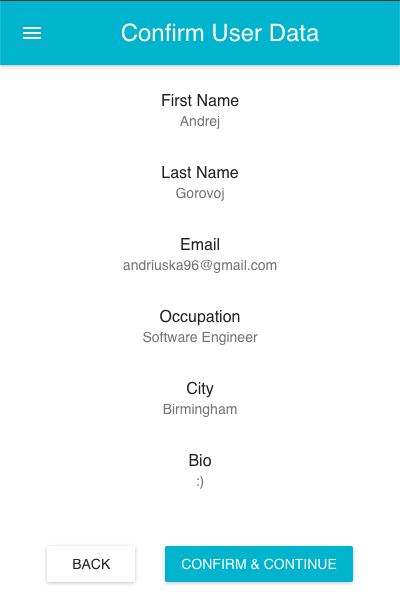 Confirm User Data
First Name
Andrej
Last Name
Gorovoj
Email
andriuska96@gmail.com
Occupation
Software Engineer
City
Birmingham
Bio
:)
BACK
CONFIRM & CONTINUE